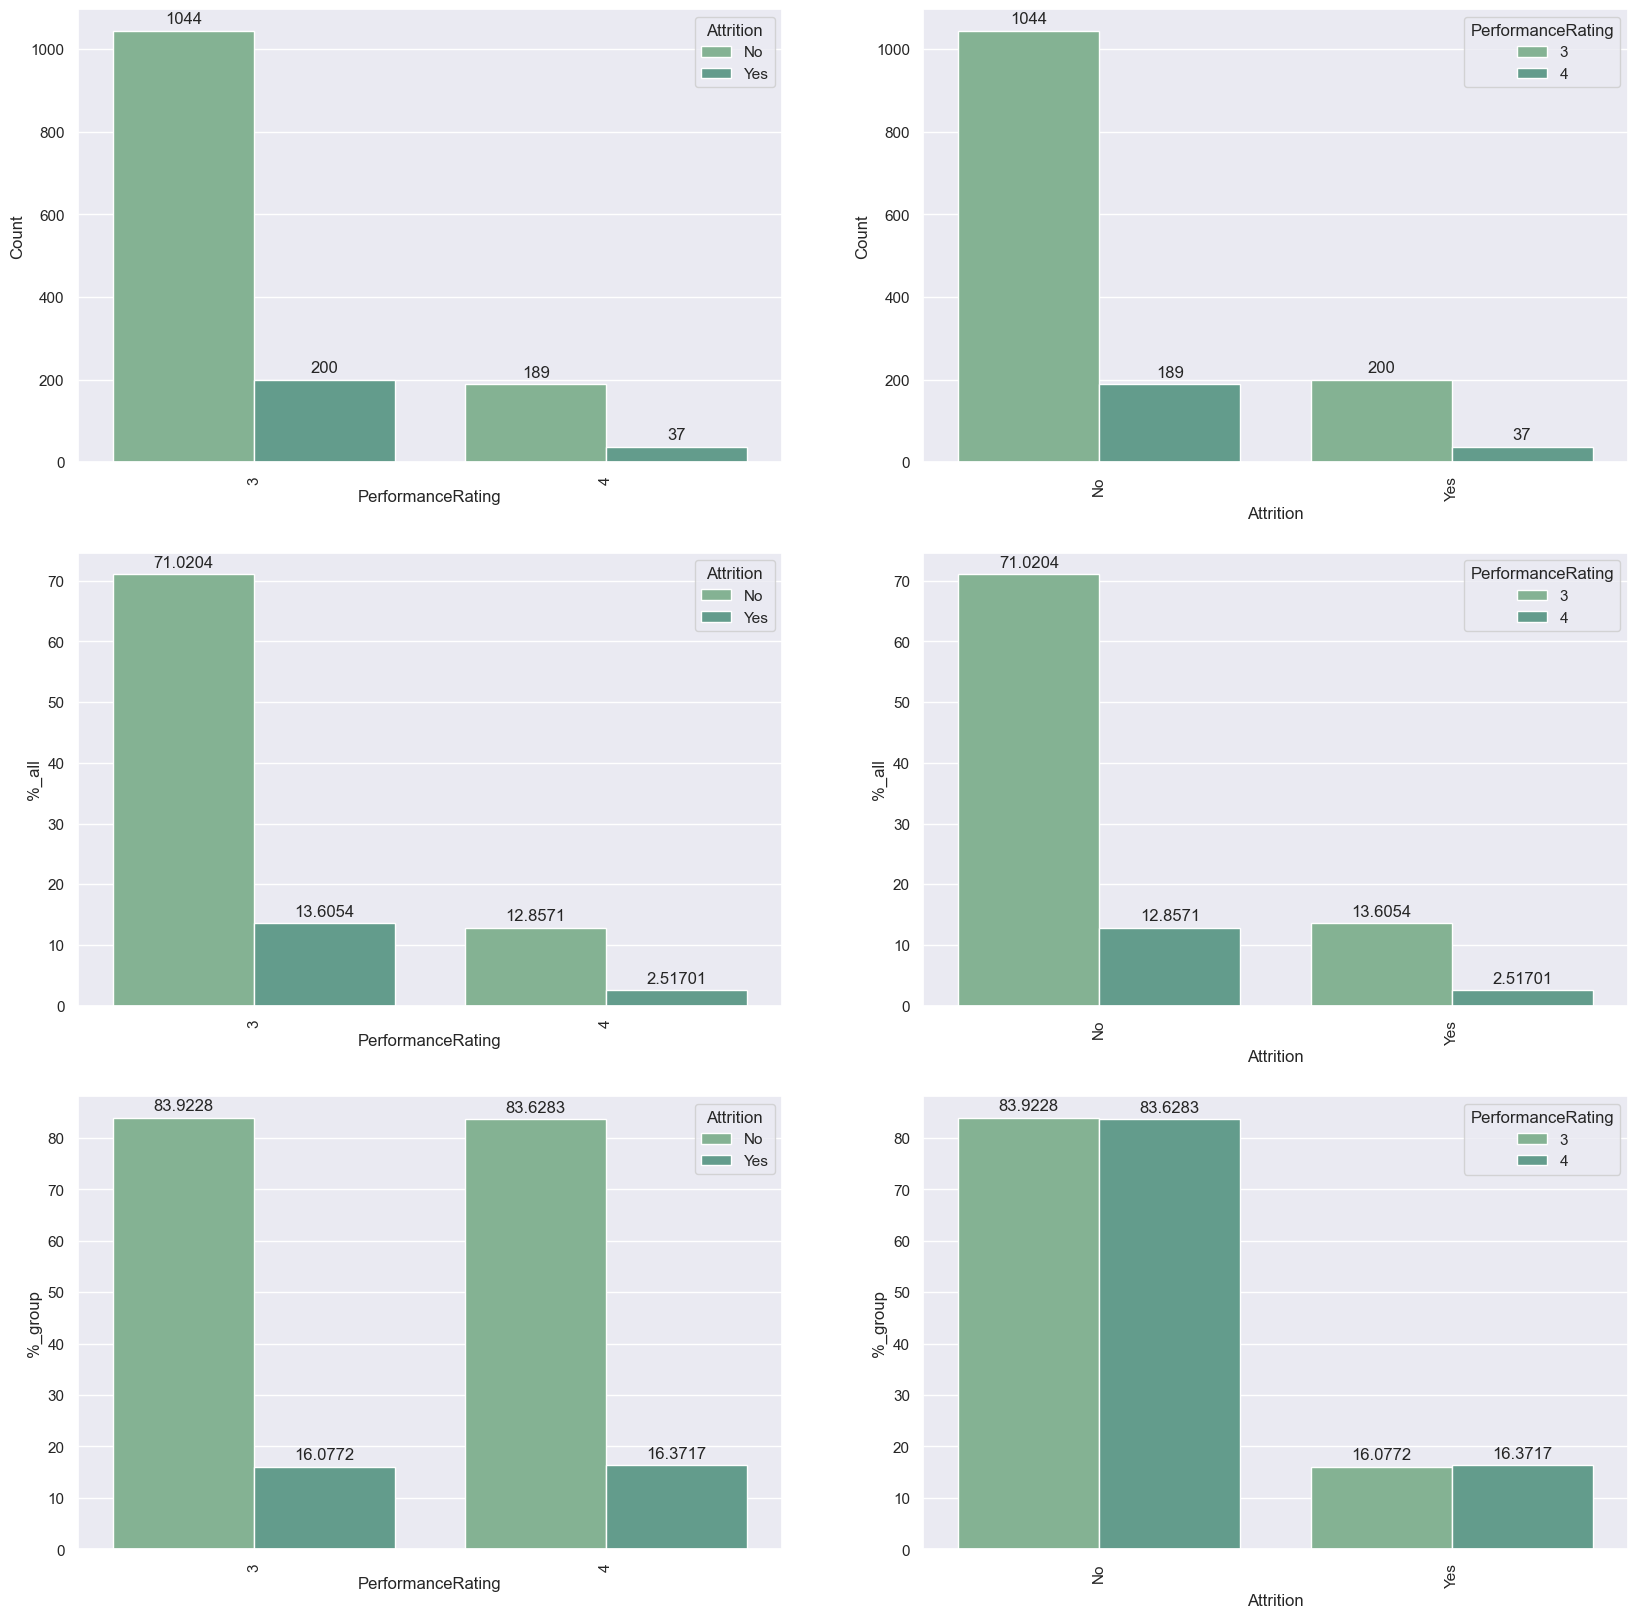 1044
200
189
37
1000
800
600
400
200
0
Count
3
4
PerformanceRating
Attrition
No
Yes
1044
189
200
37
1000
800
600
400
200
0
Count
No
Yes
Attrition
PerformanceRating
3
4
71.0204
13.6054
12.8571
2.51701
70
60
50
40
30
20
10
0
%_all
3
4
PerformanceRating
Attrition
No
Yes
71.0204
12.8571
13.6054
2.51701
70
60
50
40
30
20
10
0
%_all
No
Yes
Attrition
PerformanceRating
3
4
83.9228
16.0772
83.6283
16.3717
80
70
60
50
40
30
20
10
0
%_group
3
4
PerformanceRating
Attrition
No
Yes
83.9228
83.6283
16.0772
16.3717
80
70
60
50
40
30
20
10
0
%_group
No
Yes
Attrition
PerformanceRating
3
4